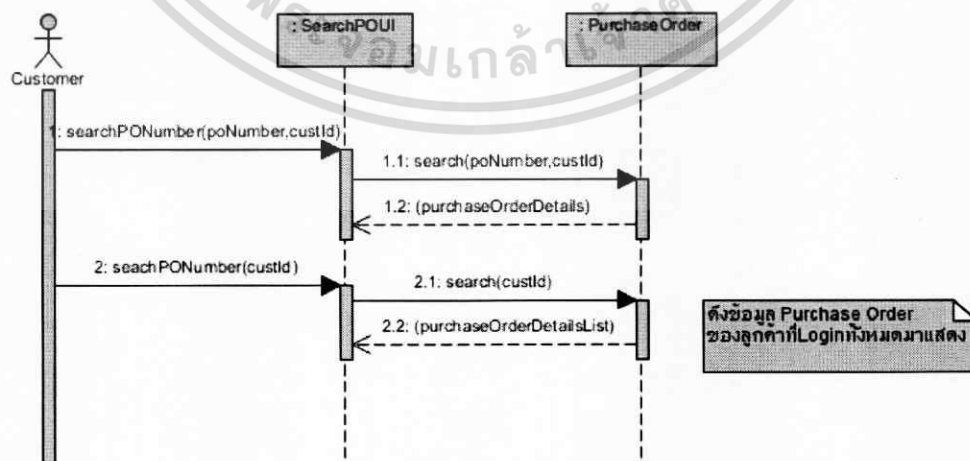 : SearchPOUI
: PurchaseOrder
Customer
1: searchPONumber(poNumber,custId)
1.1: search(poNumber,custId)
1.2: (purchaseOrderDetails)
2: seachPONumber(custId)
2.1: search(custId)
2.2: (purchaseOrderDetailsList)
ดึงข้อมูล Purchase Order
ของลูกค้าที่Loginทั้งหมดมาแสดง